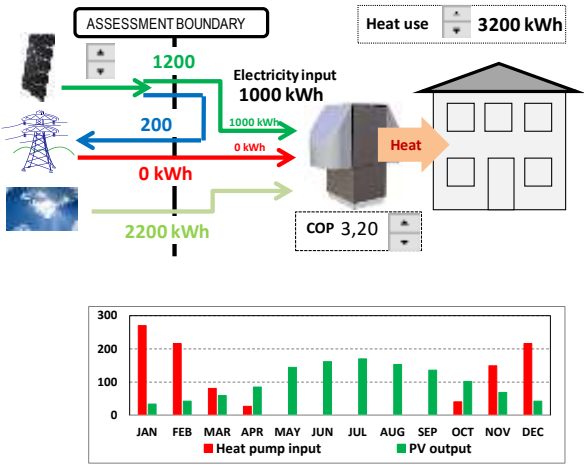 ASSESSMENT BOUNDARY
Heat use 3200 kWh
1200
Electricity input
1000 kWh
1000 kWh
200
0 kWh
0 kWh
Heat
2200 kWh
COP 3,20
300
200
100
0
JAN FEB MAR APR MAY JUN JUL AUG SEP OCT NOV DEC
Heat pump input PV output